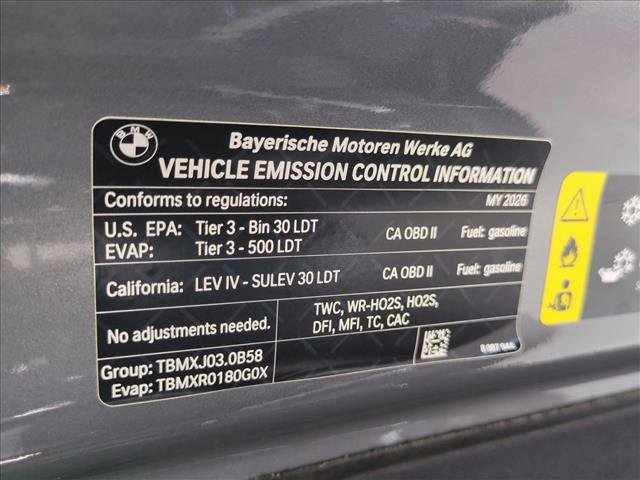 BMW
Bayerische Motoren Werke AG
VEHICLE EMISSION CONTROL INFORMATION
Conforms to regulations: MY 2026
U.S. EPA: Tier 3 - Bin 30 LDT CA OBD II Fuel: gasoline
EVAP: Tier 3 - 500 LDT
California: LEV IV - SULEV 30 LDT CA OBD II Fuel: gasoline
No adjustments needed. TWC, WR-HO2S, HO2S,
DFI, MFI, TC, CAC
Group: TBMXJ03.0B58
Evap: TBMXR0180G0X